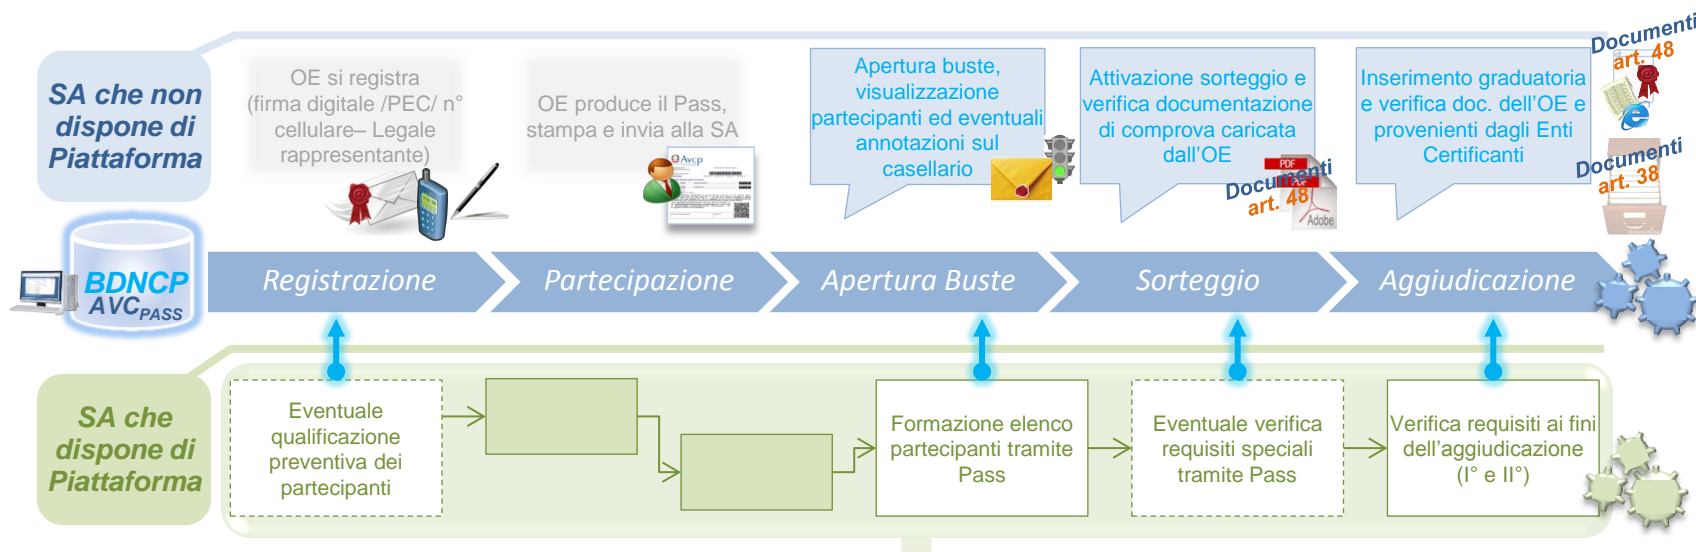 SA che non
dispone di
Piattaforma
OE si registra
(firma digitale /PEC/ n°
cellulare– Legale
rappresentante)
OE produce il Pass,
stampa e invia alla SA
Avcp
Apertura buste,
visualizzazione
partecipanti ed eventuali
annotazioni sul
casellario
Attivazione sorteggio e
verifica documentazione
di comprova caricata
dall'OE
PDF
Documenti
art. 48
Adobe
Inserimento graduatoria
e verifica doc. dell'OE e
provenienti dagli Enti
Certificanti
Documenti
art. 48
Documenti
art. 38
BDNCP
AVCPASS
Registrazione
Partecipazione
Apertura Buste
Sorteggio
Aggiudicazione
SA che
dispone di
Piattaforma
Eventuale
qualificazione
preventiva dei
partecipanti
Formazione elenco
partecipanti tramite
Pass
Eventuale verifica
requisiti speciali
tramite Pass
Verifica requisiti ai fini
dell'aggiudicazione
(I° e II°)